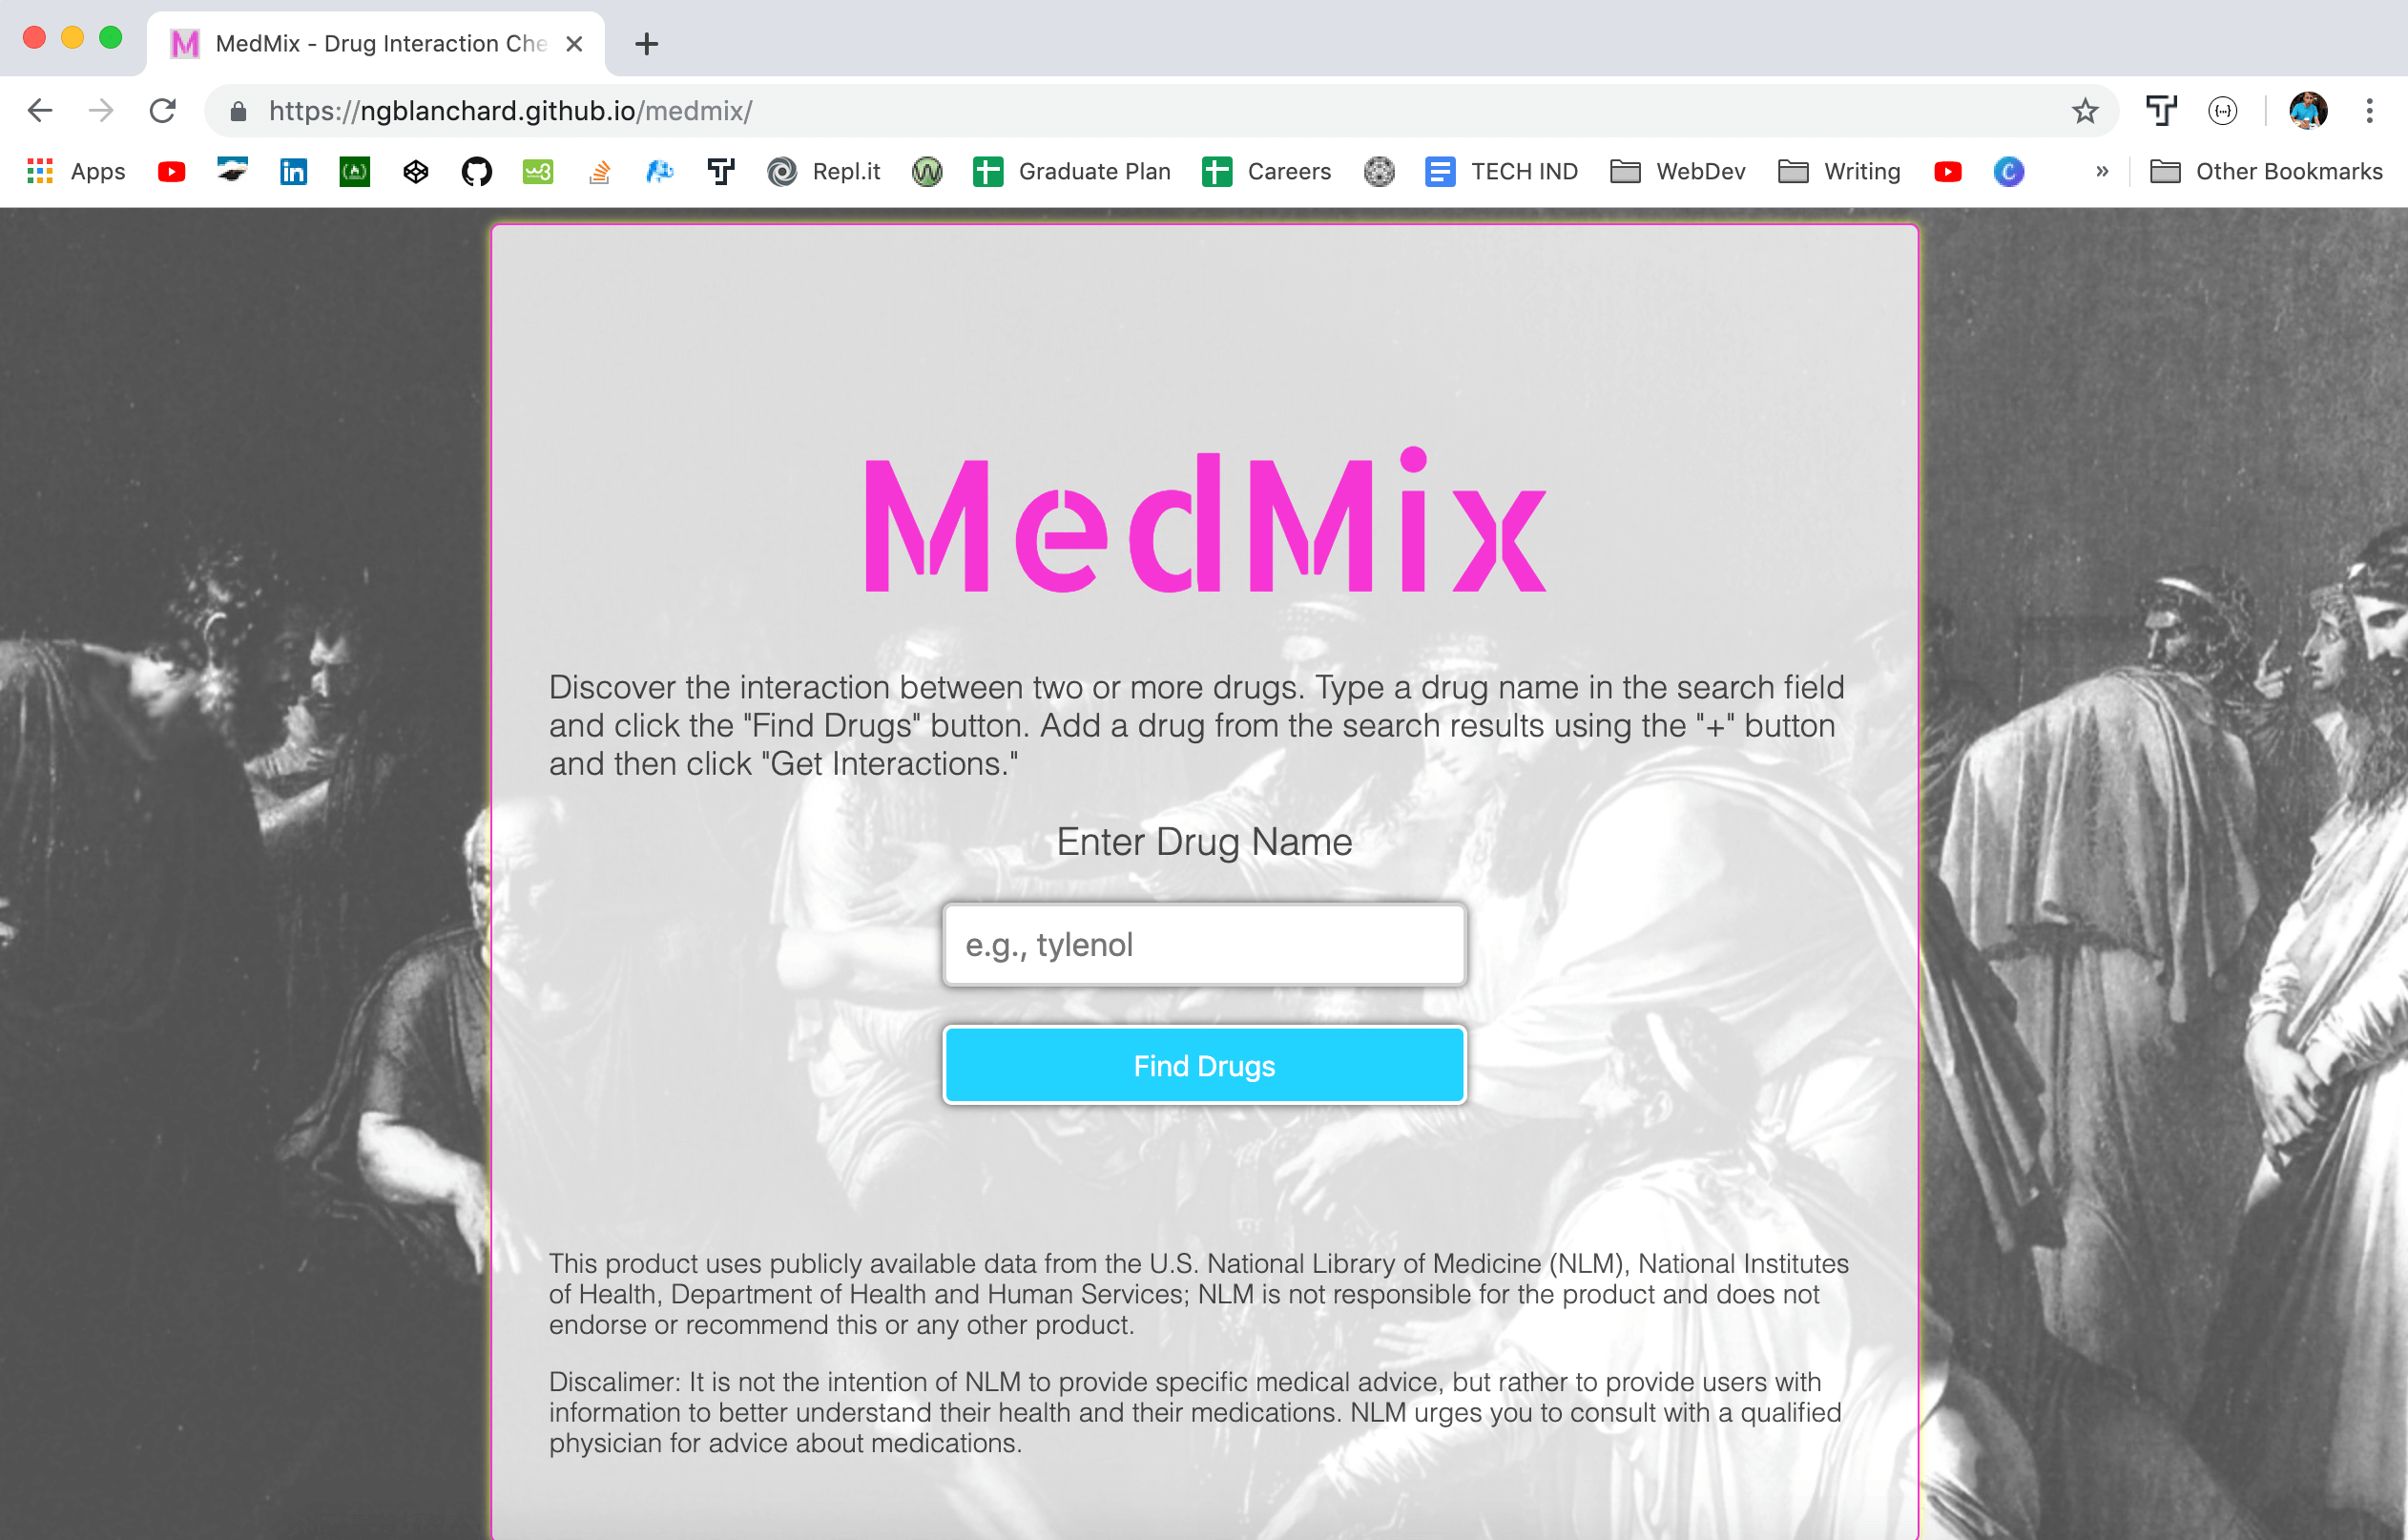 MedMix - Drug Interaction Che
https://ngblanchard.github.io/medmix/
Apps
Repl.it
Graduate Plan
Careers
TECH IND
WebDev
Writing
»
Other Bookmarks
MedMix
Discover the interaction between two or more drugs. Type a drug name in the search field
and click the "Find Drugs" button. Add a drug from the search results using the "+" button
and then click "Get Interactions."
Enter Drug Name
e.g., tylenol
Find Drugs
This product uses publicly available data from the U.S. National Library of Medicine (NLM), National Institutes
of Health, Department of Health and Human Services; NLM is not responsible for the product and does not
endorse or recommend this or any other product.
Discalimer: It is not the intention of NLM to provide specific medical advice, but rather to provide users with
information to better understand their health and their medications. NLM urges you to consult with a qualified
physician for advice about medications.